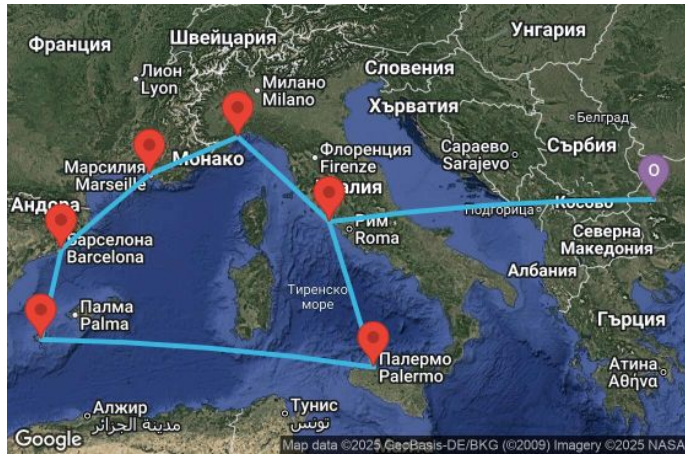 Унгария
Швейцария
Франция
Словения
Лион
Lyon
Милано
Milano
Хърватия
Белград
Флоренция
Firenze
Сараево
Sarajevo
Сърбия
Монако
Марсилия
Marseille
О
Андора
талия
Подгорица
Косово
Рим
Roma
Северна
Македония
Барселона
Barcelona
Албания
Тиренско
море
Палма
Palma
Гърция
Палермо
Palermo
Атина
Αθήνα
Алжир
مدينة الجزائر
Тунис
تونس
Google
Map data ©2025 GeoBasis-DE/BKG (©2009) Imagery ©2025 NASA